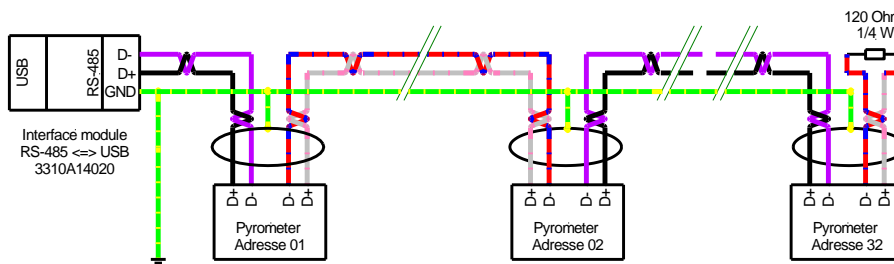 120 Ohm
1/4 W
USB
RS-485
D-
D+
GND
Interface module
RS-485 <=> USB
3310A14020
D+
D-
D-
D+
Pyrometer
Adresse 01
D+
D-
D-
D+
Pyrometer
Adresse 02
D+
D-
D-
D+
Pyrometer
Adresse 32